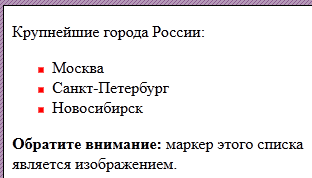 Крупнейшие города России:
Москва
Санкт-Петербург
Новосибирск
Обратите внимание: маркер этого списка
является изображением.